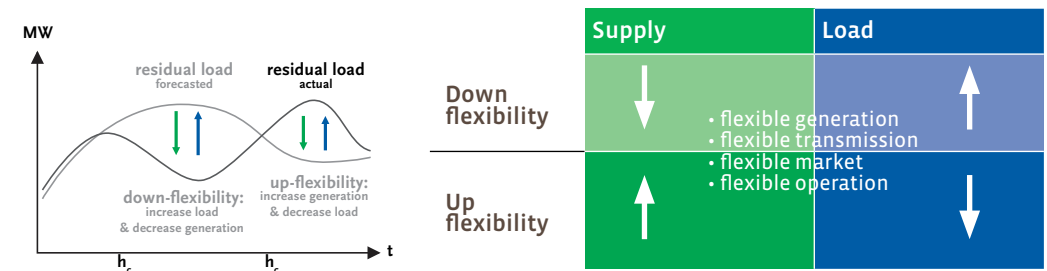 MW
residual load
forecasted
residual load
actual
down-flexibility:
increase load
& decrease generation
up-flexibility:
increase generation
& decrease load
t
Supply
Load
Down
flexibility
Up
flexibility
• flexible generation
• flexible transmission
• flexible market
• flexible operation